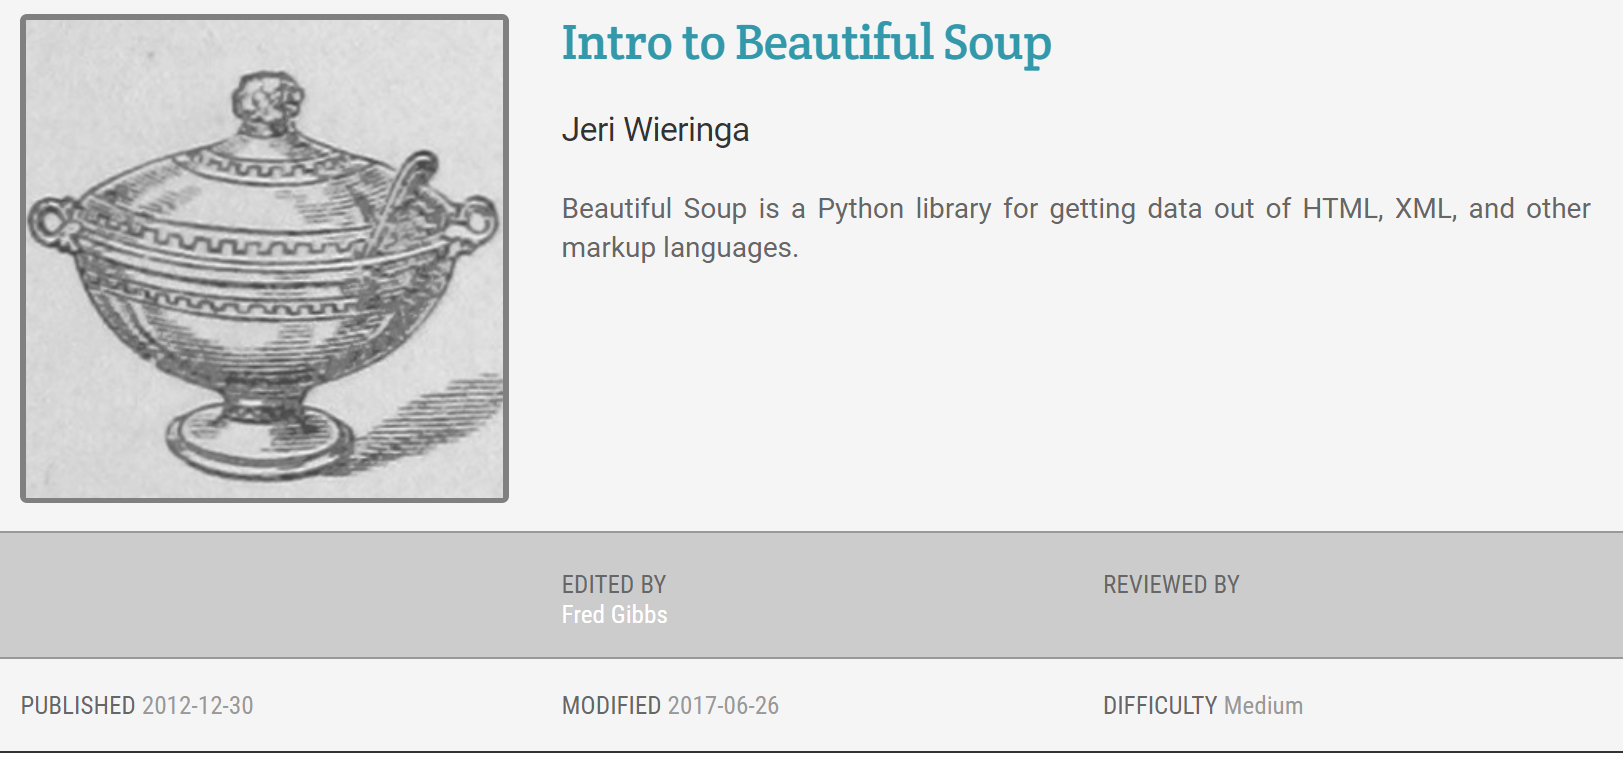 Intro to Beautiful Soup
Jeri Wieringa
Beautiful Soup is a Python library for getting data out of HTML, XML, and other
markup languages.
EDITED BY
Fred Gibbs
REVIEWED BY
PUBLISHED 2012-12-30
MODIFIED 2017-06-26
DIFFICULTY Medium